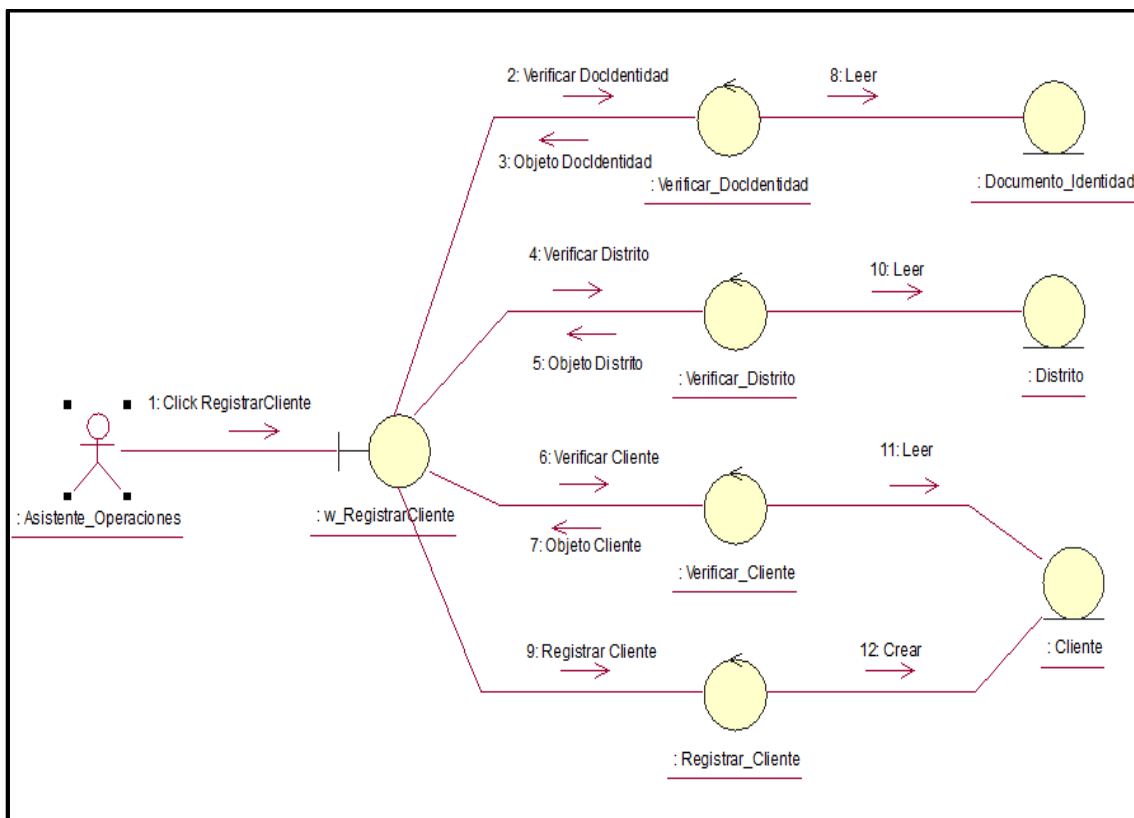 2: Verificar DocIdentidad
8: Leer
3: Objeto DocIdentidad
: Verificar_DocIdentidad
: Documento_Identidad
4: Verificar Distrito
10: Leer
5: Objeto Distrito
: Verificar_Distrito
: Distrito
1: Click RegistrarCliente
: Asistente_Operaciones
: w_RegistrarCliente
6: Verificar Cliente
11: Leer
7: Objeto Cliente
: Verificar_Cliente
9: Registrar Cliente
12: Crear
: Cliente
: Registrar_Cliente